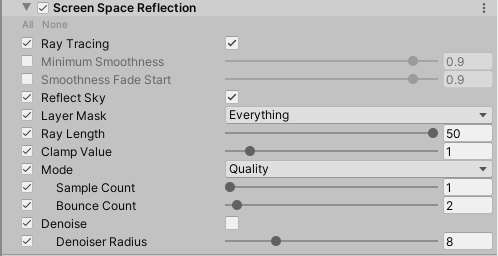 Screen Space Reflection
All None
Ray Tracing
Minimum Smoothness 0.9
Smoothness Fade Start 0.9
Reflect Sky
Layer Mask Everything
Ray Length 50
Clamp Value 1
Mode Quality
Sample Count 1
Bounce Count 2
Denoise
Denoiser Radius 8